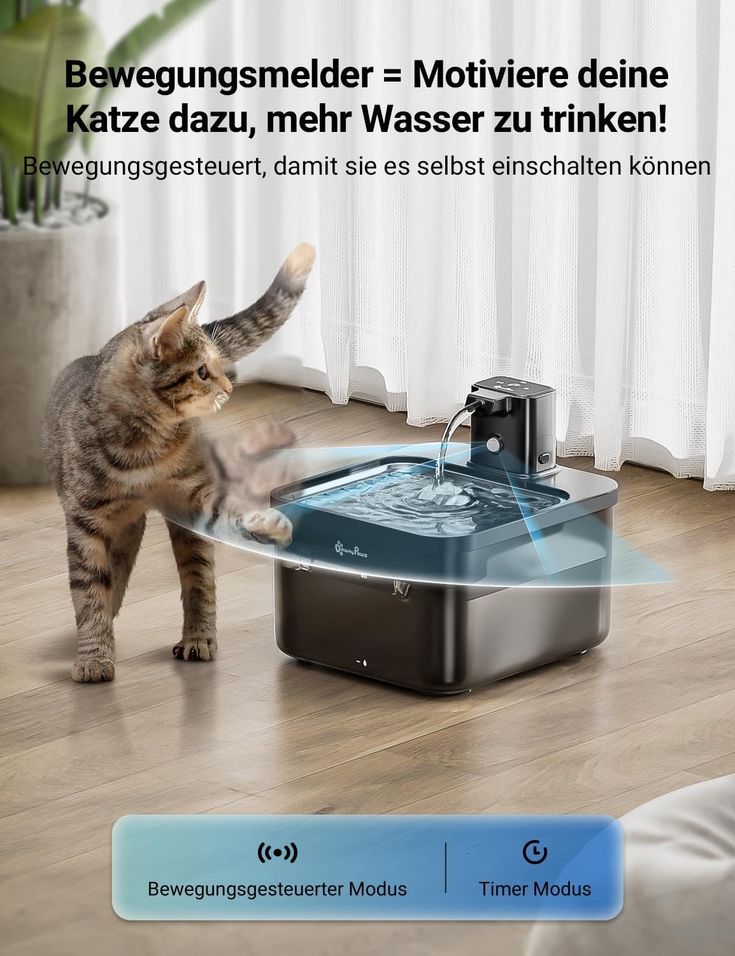 Bewegungsmelder = Motiviere deine
Katze dazu, mehr Wasser zu trinken!
Bewegungsgesteuert, damit sie es selbst einschalten können
DownyPaws
Bewegungsgesteuerter Modus
Timer Modus